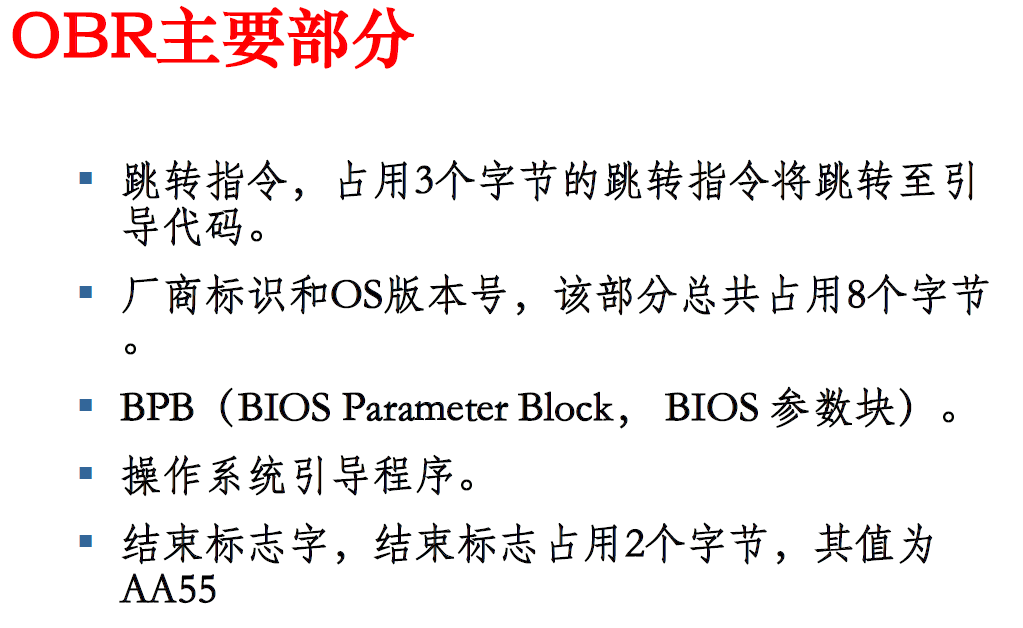 OBR主要部分
跳转指令，占用3个字节的跳转指令将跳转至引
导代码。
厂商标识和OS版本号，该部分总共占用8个字节
。
BPB（BIOS Parameter Block， BIOS 参数块）。
操作系统引导程序。
结束标志字，结束标志占用2个字节，其值为
AA55